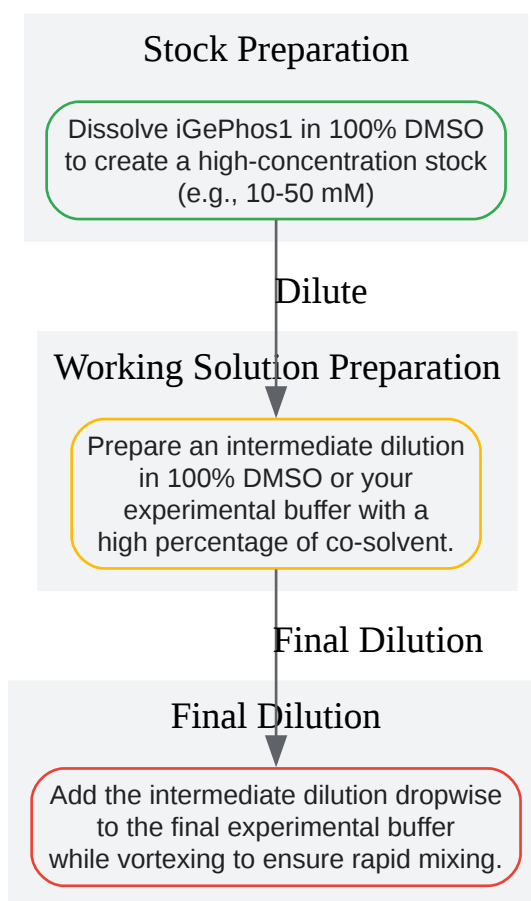 Stock Preparation
Dissolve iGePhos1 in 100% DMSO
to create a high-concentration stock
(e.g., 10-50 mM)
Dilute
Working Solution Preparation
Prepare an intermediate dilution
in 100% DMSO or your
experimental buffer with a
high percentage of co-solvent.
Final Dilution
Final Dilution
Add the intermediate dilution dropwise
to the final experimental buffer
while vortexing to ensure rapid mixing.